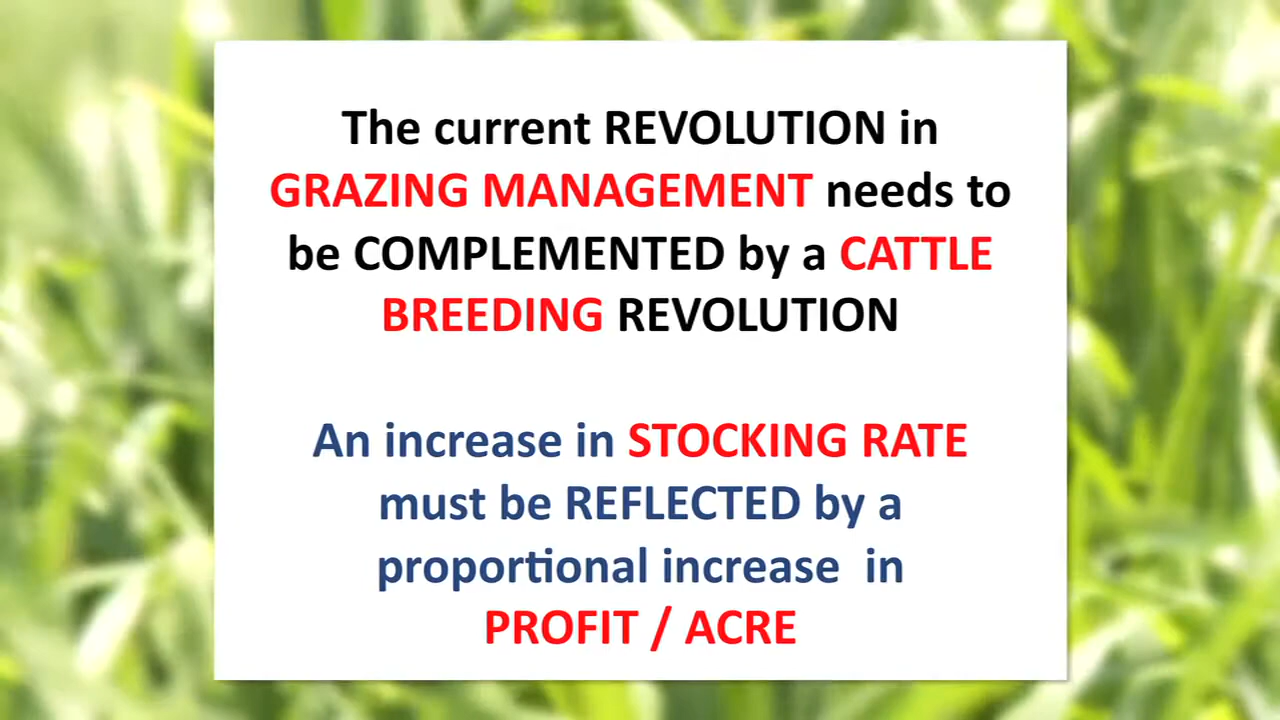 The current REVOLUTION in
GRAZING MANAGEMENT needs to
be COMPLEMENTED by a CATTLE
BREEDING REVOLUTION
An increase in STOCKING RATE
must be REFLECTED by a
proportional increase  in
PROFIT / ACRE